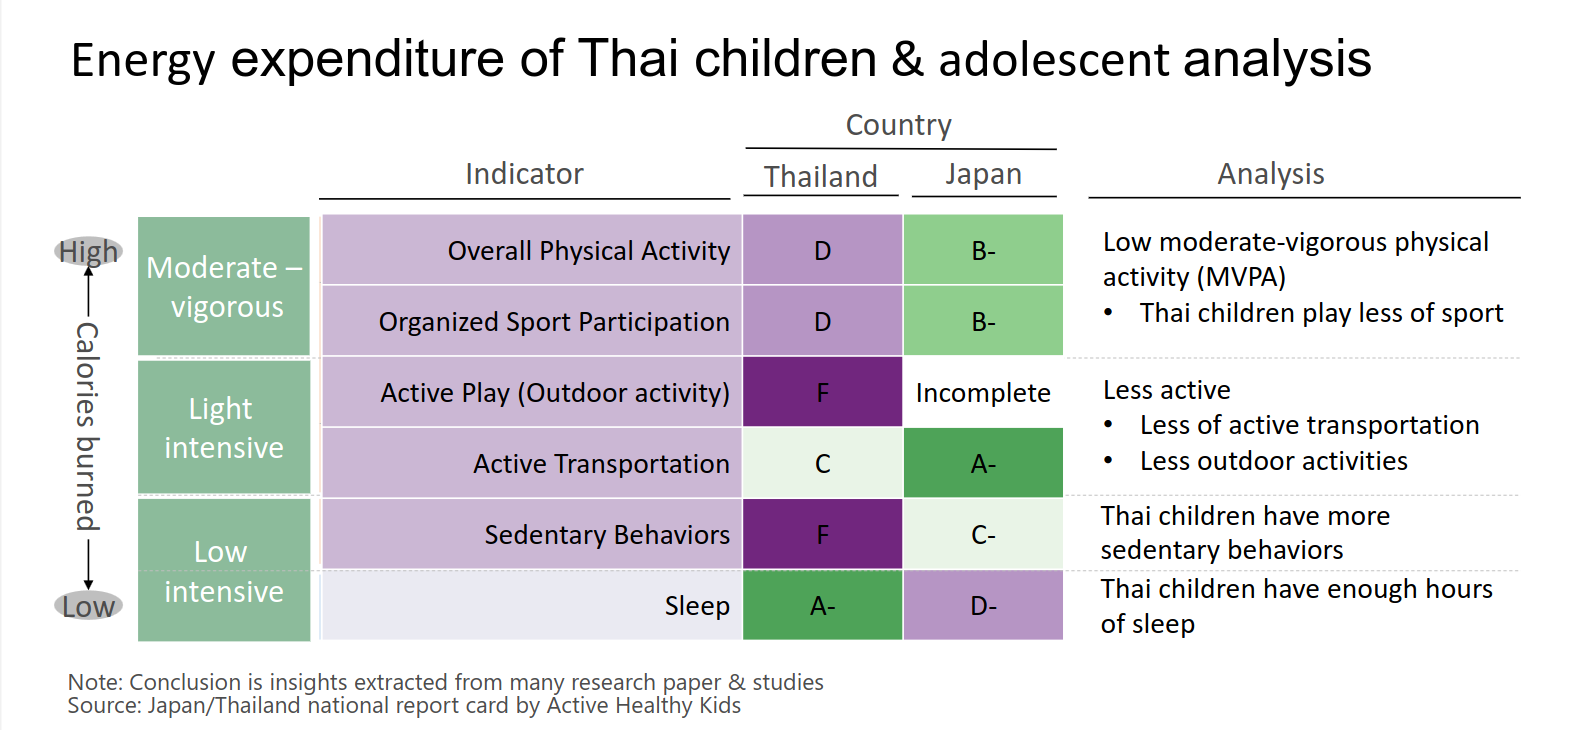 Energy expenditure of Thai children & adolescent analysis
Country
Indicator
Thailand
Japan
Analysis
High
Calories burned
Low
Moderate –
vigorous
Overall Physical Activity
D
B-
Organized Sport Participation
D
B-
Low moderate-vigorous physical
activity (MVPA)
• Thai children play less of sport
Light
intensive
Active Play (Outdoor activity)
F
Incomplete
Active Transportation
C
A-
Less active
• Less of active transportation
• Less outdoor activities
Low
intensive
Sedentary Behaviors
F
C-
Thai children have more
sedentary behaviors
Sleep
A-
D-
Thai children have enough hours
of sleep
Note: Conclusion is insights extracted from many research paper & studies
Source: Japan/Thailand national report card by Active Healthy Kids